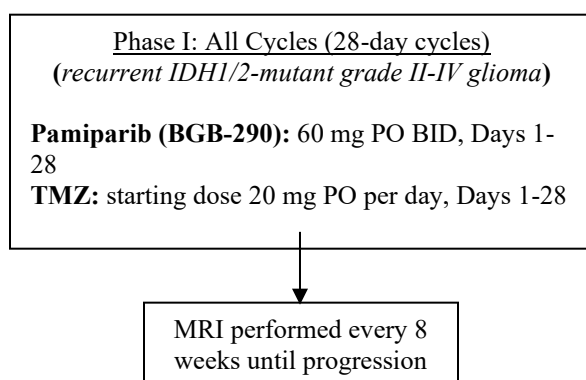 Phase I: All Cycles (28-day cycles)
(recurrent IDH1/2-mutant grade II-IV glioma)
Pamiparib (BGB-290): 60 mg PO BID, Days 1-
28
TMZ: starting dose 20 mg PO per day, Days 1-28
MRI performed every 8
weeks until progression